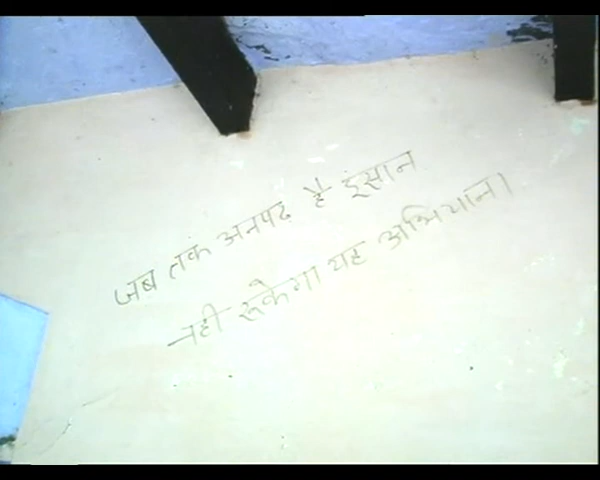 जब तक अनपढ़ है इंसान
नही रूकेगा यह अभियान।